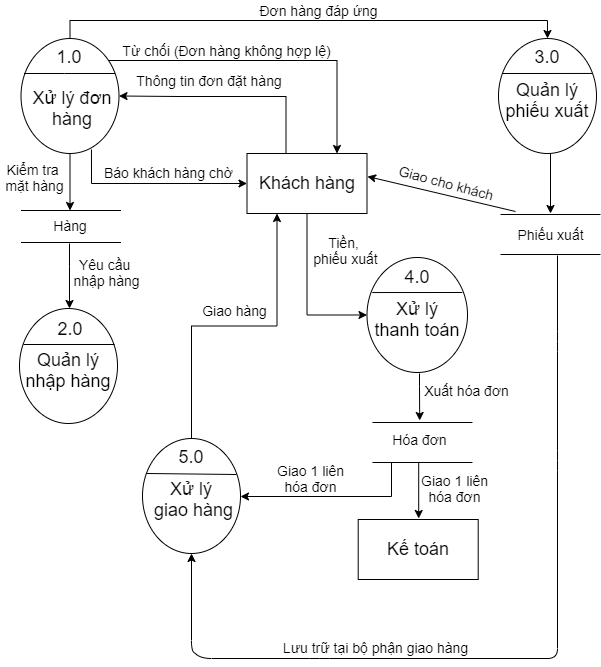 Đơn hàng đáp ứng
1.0
Xử lý đơn
hàng
Từ chối (Đơn hàng không hợp lệ)
Thông tin đơn đặt hàng
3.0
Quản lý
phiếu xuất
Kiểm tra
mặt hàng
Báo khách hàng chờ
Khách hàng
Giao cho khách
Hàng
Phiếu xuất
Yêu cầu
nhập hàng
Tiền,
phiếu xuất
4.0
Xử lý
thanh toán
Giao hàng
2.0
Quản lý
nhập hàng
Xuất hóa đơn
Hóa đơn
5.0
Xử lý
giao hàng
Giao 1 liên
hóa đơn
Giao 1 liên
hóa đơn
Kế toán
Lưu trữ tại bộ phận giao hàng